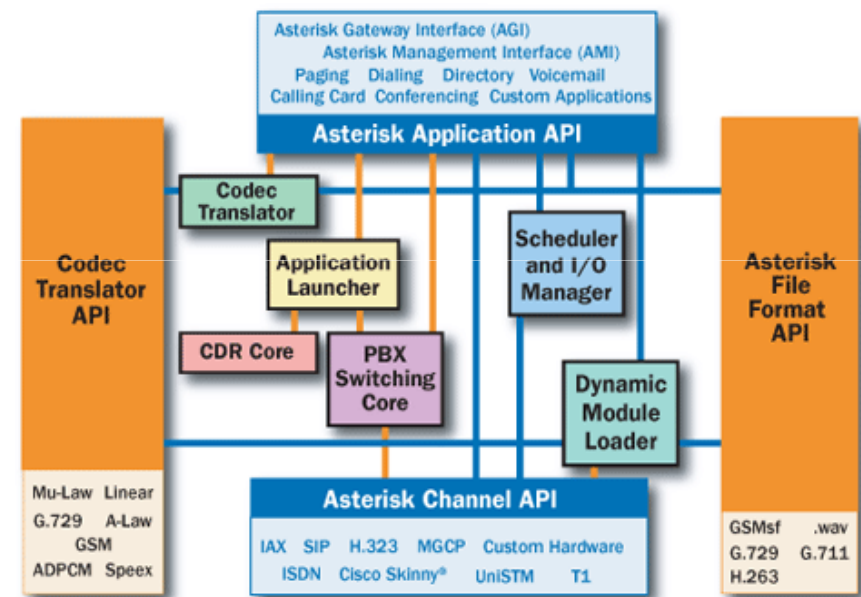 Asterisk Gateway Interface (AGI)
Asterisk Management Interface (AMI)
Paging Dialing Directory Voicemail
Calling Card Conferencing Custom Applications
Asterisk Application API
Codec
Translator
API
Mu-Law Linear
G.729 A-Law
GSM
ADPCM Speex
Codec
Translator
Application
Launcher
CDR Core
PBX
Switching
Core
Scheduler
and I/O
Manager
Dynamic
Module
Loader
Asterisk
File
Format
API
GSMsf .wav
G.729 G.711
H.263
Asterisk Channel API
IAX SIP H.323 MGCP Custom Hardware
ISDN Cisco Skinny® UniSTM T1